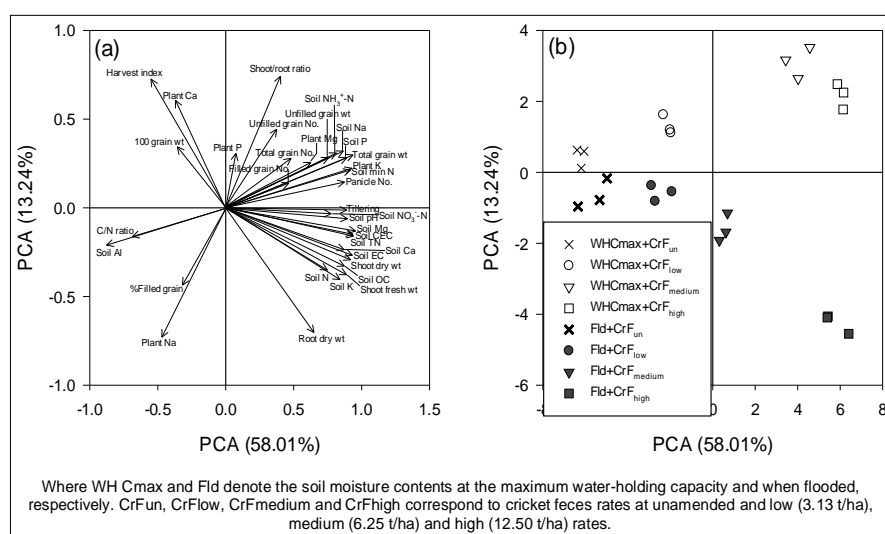 (a)
(b)
1.0
0.5
0.0
-0.5
-1.0
PCA (13.24%)
-1.0
-0.5
0.0
0.5
1.0
1.5
PCA (58.01%)
Harvest index
Plant Ca
100 grain wt
Plant P
Shoot/root ratio
Soil NH₃⁺-N
Unfilled grain wt
Unfilled grain No.
Soil Na
Plant Mg
Soil P
Total grain No.
Total grain wt
Filled grain No.
Plant K
Soil min N
Panicle No.
Tillering
Soil pH
Soil NO₃⁻-N
Soil Mg
Soil CEC
Soil TN
Soil Ca
Soil EC
Shoot dry wt
Soil N
Soil OC
Soil K
Shoot fresh wt
Root dry wt
C/N ratio
Soil Al
%Filled grain
Plant Na
4
2
0
-2
-4
-6
PCA (13.24%)
0
2
4
6
8
PCA (58.01%)
WHCmax+CrFun
WHCmax+CrFlow
WHCmax+CrFmedium
WHCmax+CrFhigh
Fld+CrFun
Fld+CrFlow
Fld+CrFmedium
Fld+CrFhigh
Where WH Cmax and Fld denote the soil moisture contents at the maximum water-holding capacity and when flooded,
respectively. CrFun, CrFlow, CrFmedium and CrFhigh correspond to cricket feces rates at unamended and low (3.13 t/ha),
medium (6.25 t/ha) and high (12.50 t/ha) rates.